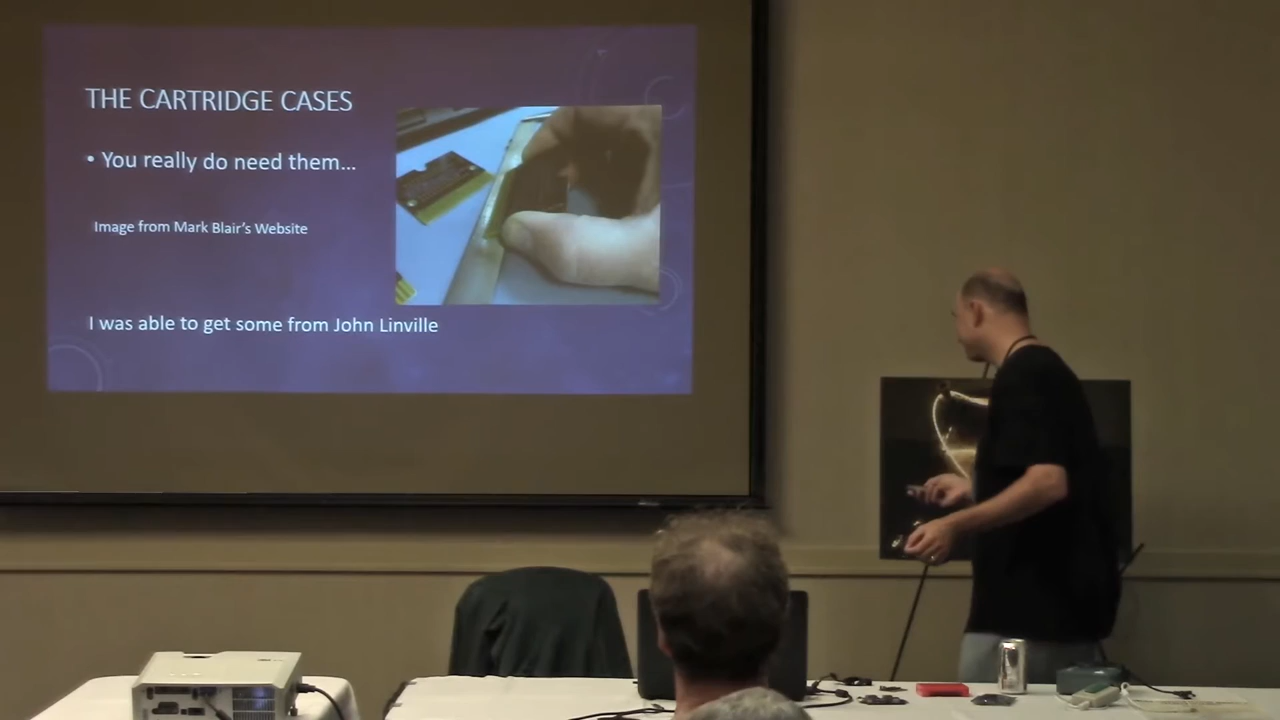 THE CARTRIDGE CASES
• You really do need them...
Image from Mark Blair's Website
I was able to get some from John Linville